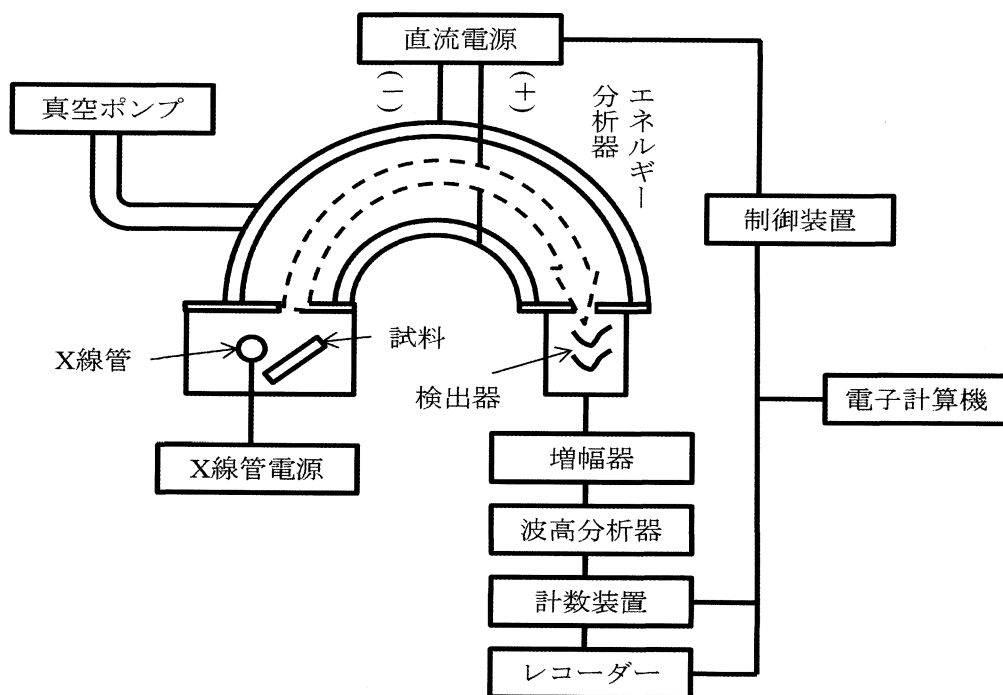 直流電源
(−)
(+)
真空ポンプ
エネルギー
分析器
制御装置
X線管
試料
検出器
電子計算機
X線管電源
増幅器
波高分析器
計数装置
レコーダー